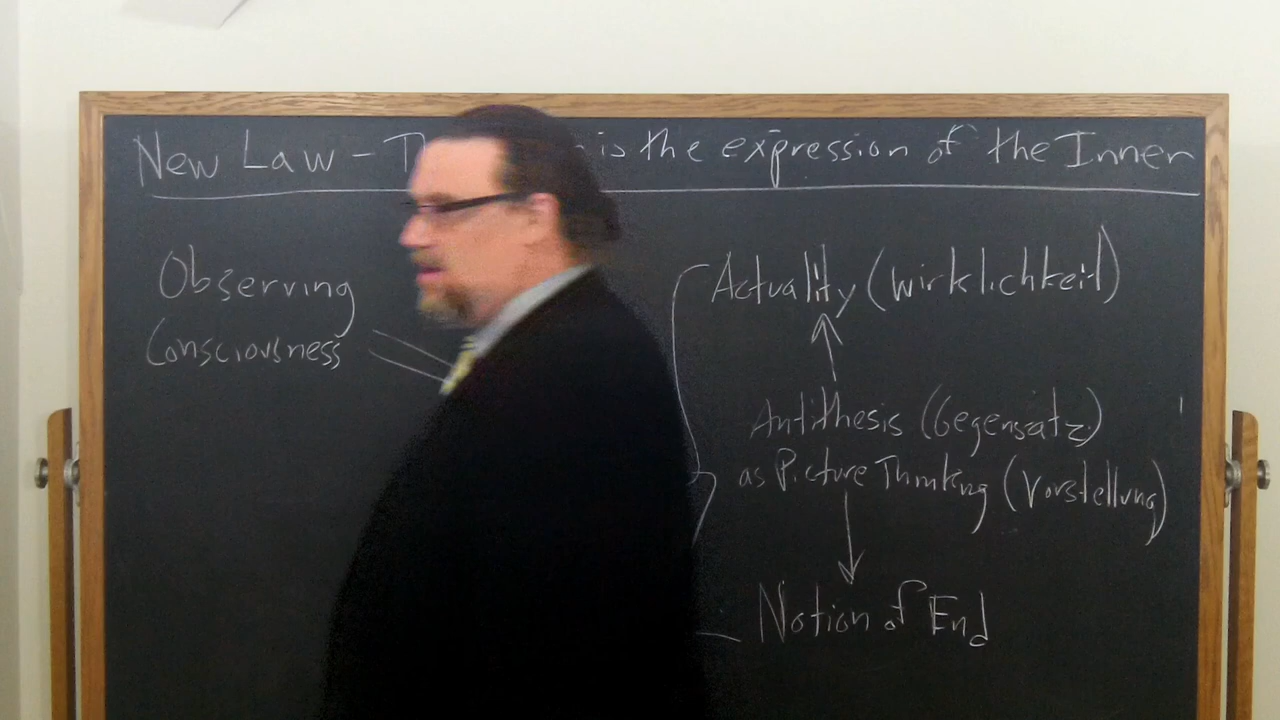 New Law - is the expression of the Inner
Observing
Consciousness
Actuality (Wirklichkeit)
Antithesis (Gegensatz)
as Picture Thinking (Vorstellung)
Notion of End